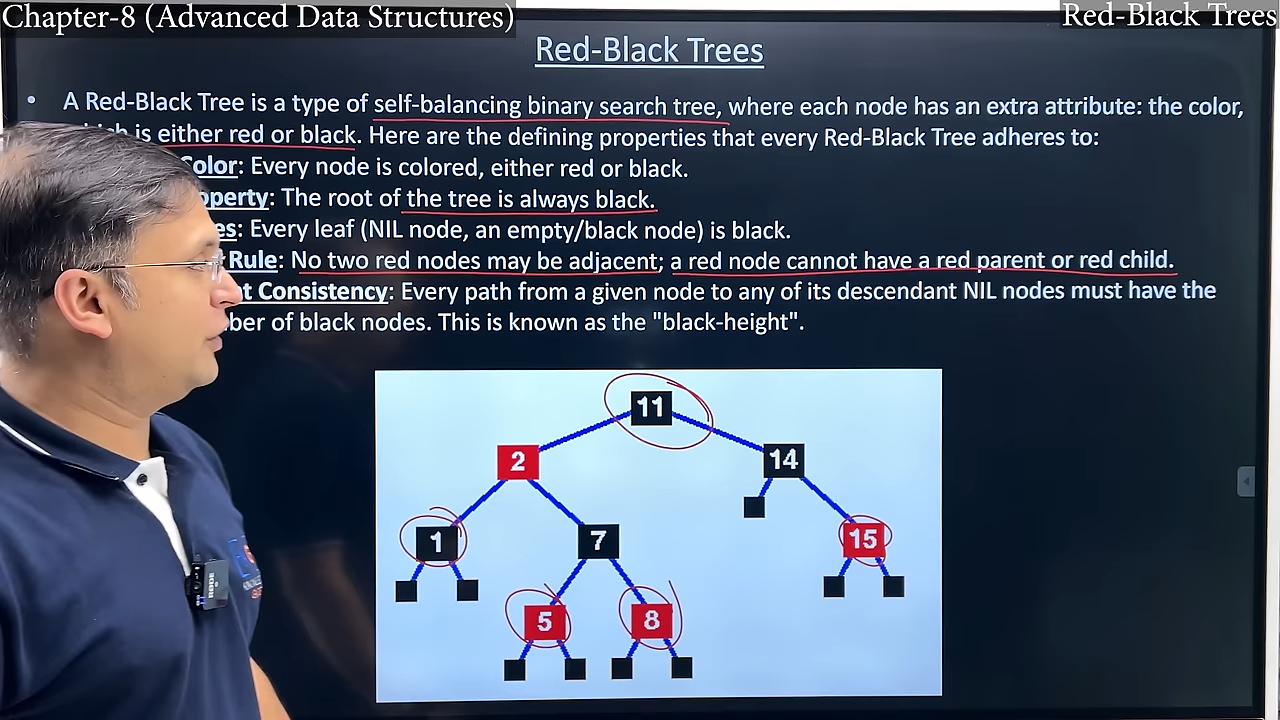 Chapter-8 (Advanced Data Structures)
Red-Black Trees
Red-Black Trees
• A Red-Black Tree is a type of self-balancing binary search tree, where each node has an extra attribute: the color,
is either red or black. Here are the defining properties that every Red-Black Tree adheres to:
Color: Every node is colored, either red or black.
The root of the tree is always black.
Every leaf (NIL node, an empty/black node) is black.
Rule: No two red nodes may be adjacent; a red node cannot have a red parent or red child.
Consistency: Every path from a given node to any of its descendant NIL nodes must have the
of black nodes. This is known as the "black-height".
11
2
14
1
7
15
5
8
RODE